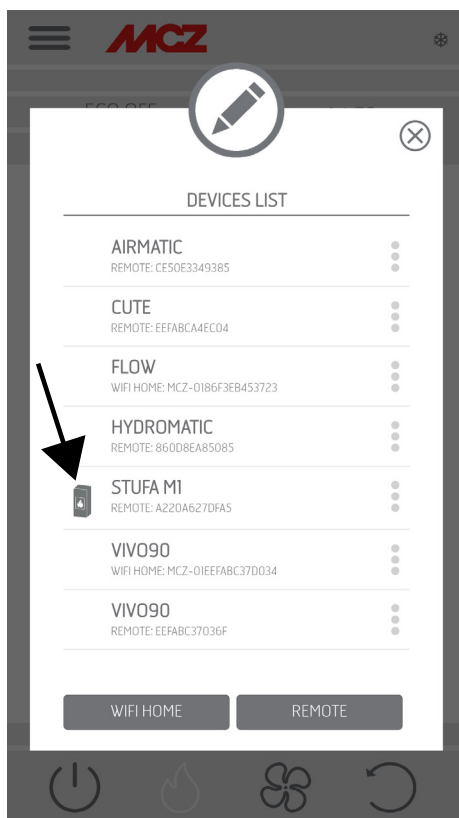 MCZ
DEVICES LIST
AIRMATIC
REMOTE: CE50E3349385
CUTE
REMOTE: EEFABCA4EC04
FLOW
WIFI HOME: MCZ-0186F3EB453723
HYDROMATIC
REMOTE: 860D8EA85085
STUFA M1
REMOTE: A220A627DFA5
VIVO90
WIFI HOME: MCZ-01EEFABC37D034
VIVO90
REMOTE: EEFABC37036F
WIFI HOME
REMOTE